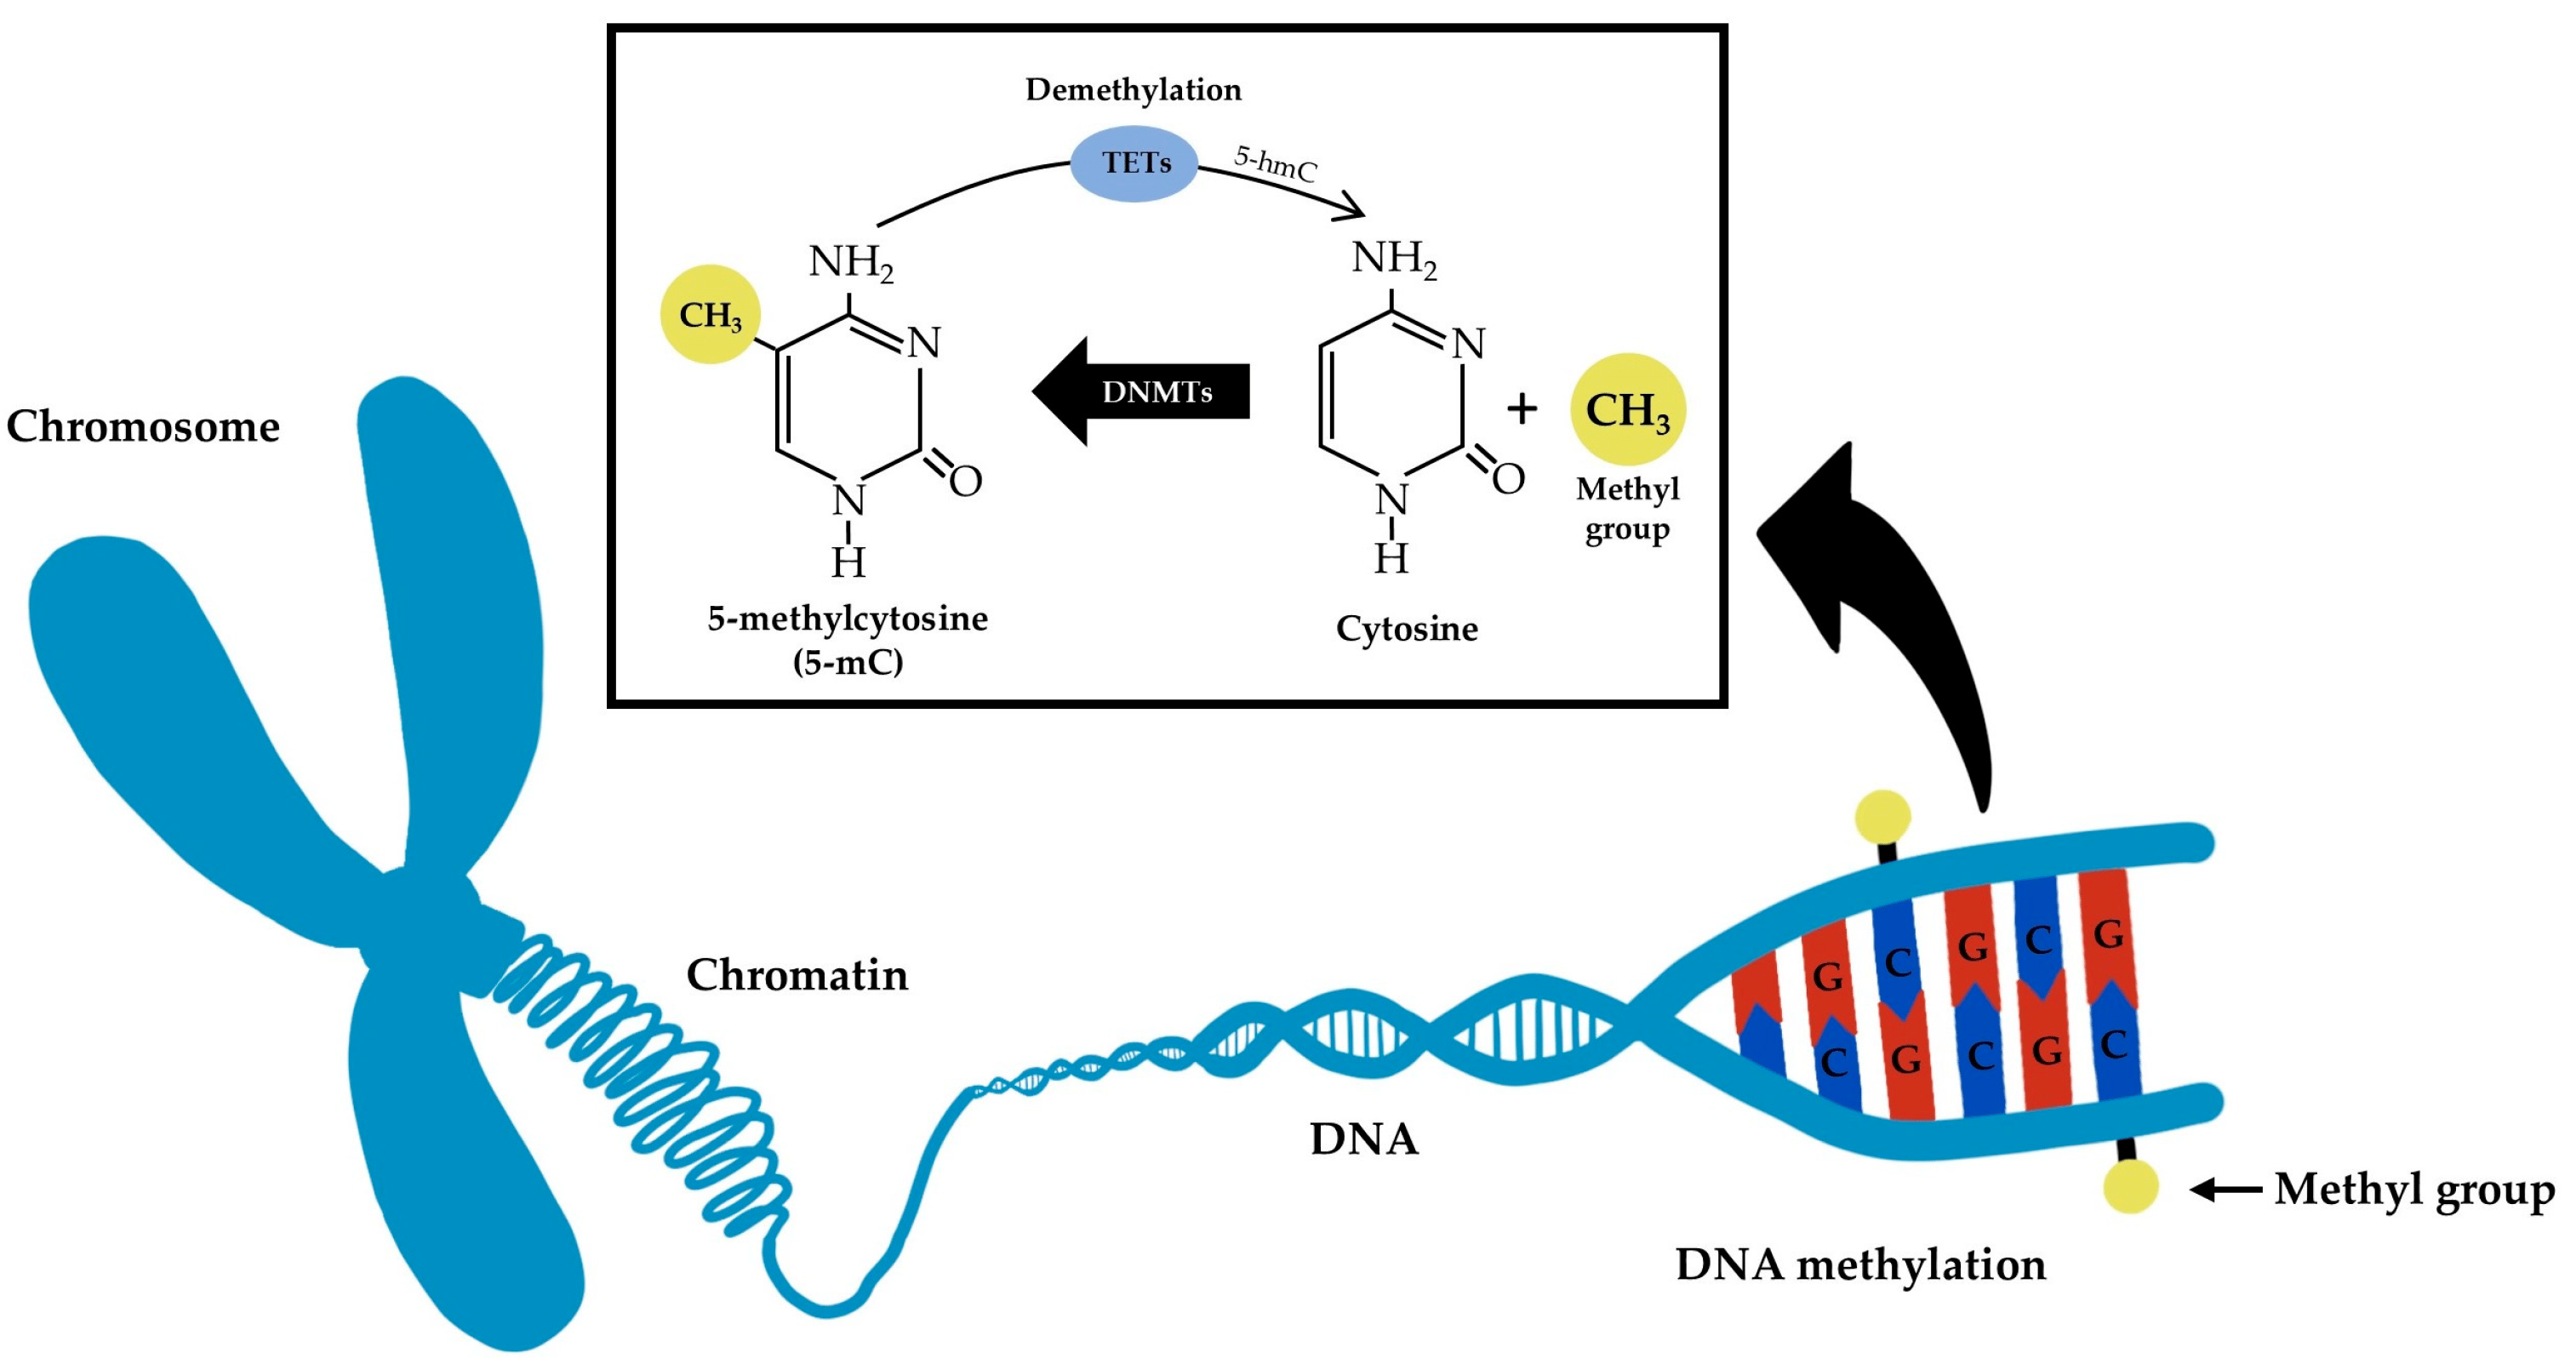 Demethylation
TETs
5-hmC
NH₂
NH₂
CH₃
N
N
DNMTs
+
CH₃
Methyl
group
O
O
N
N
H
H
5-methylcytosine
(5-mC)
Cytosine
Chromosome
Chromatin
DNA
G C G C G
C G C G C
Methyl group
DNA methylation